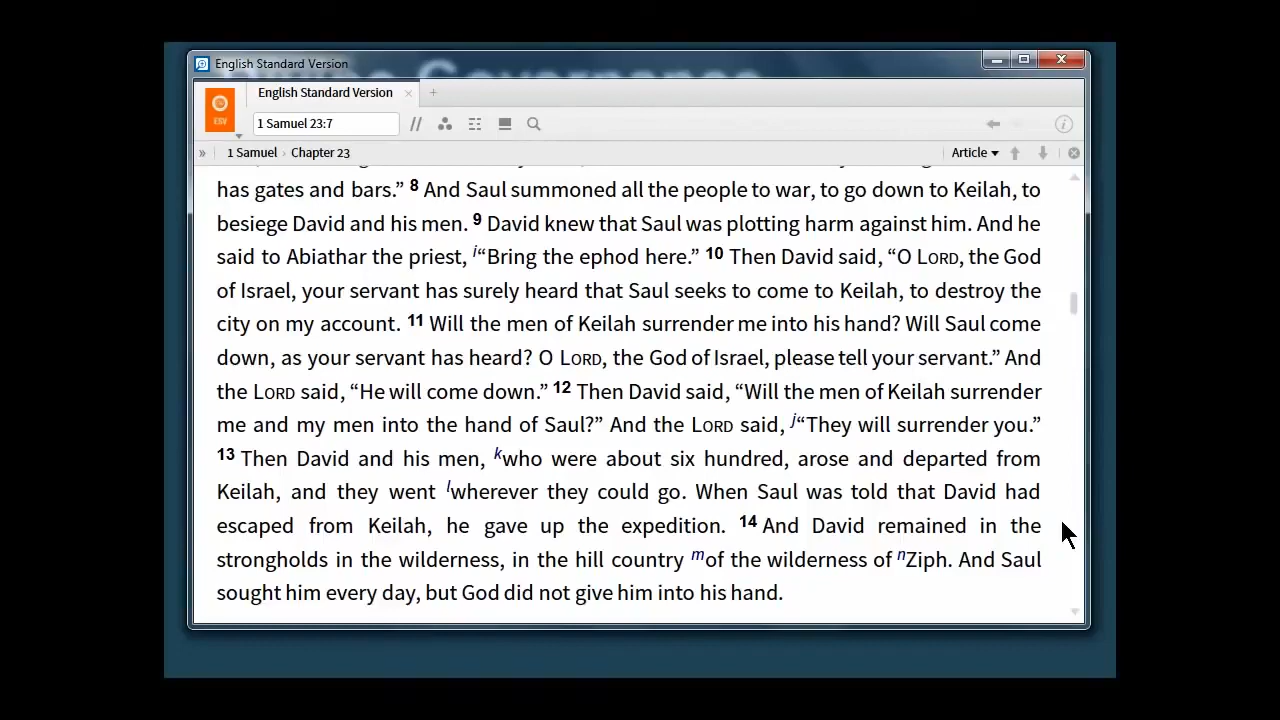 Governance
English Standard Version
English Standard Version
ESV
1 Samuel 23:7
1 Samuel › Chapter 23
Article
has gates and bars.” 8 And Saul summoned all the people to war, to go down to Keilah, to
besiege David and his men. 9 David knew that Saul was plotting harm against him. And he
said to Abiathar the priest, i“Bring the ephod here.” 10 Then David said, “O LORD, the God
of Israel, your servant has surely heard that Saul seeks to come to Keilah, to destroy the
city on my account. 11 Will the men of Keilah surrender me into his hand? Will Saul come
down, as your servant has heard? O LORD, the God of Israel, please tell your servant.” And
the LORD said, “He will come down.” 12 Then David said, “Will the men of Keilah surrender
me and my men into the hand of Saul?” And the LORD said, j“They will surrender you.”
13 Then David and his men, kwho were about six hundred, arose and departed from
Keilah, and they went lwherever they could go. When Saul was told that David had
escaped from Keilah, he gave up the expedition. 14 And David remained in the
strongholds in the wilderness, in the hill country mof the wilderness of nZiph. And Saul
sought him every day, but God did not give him into his hand.